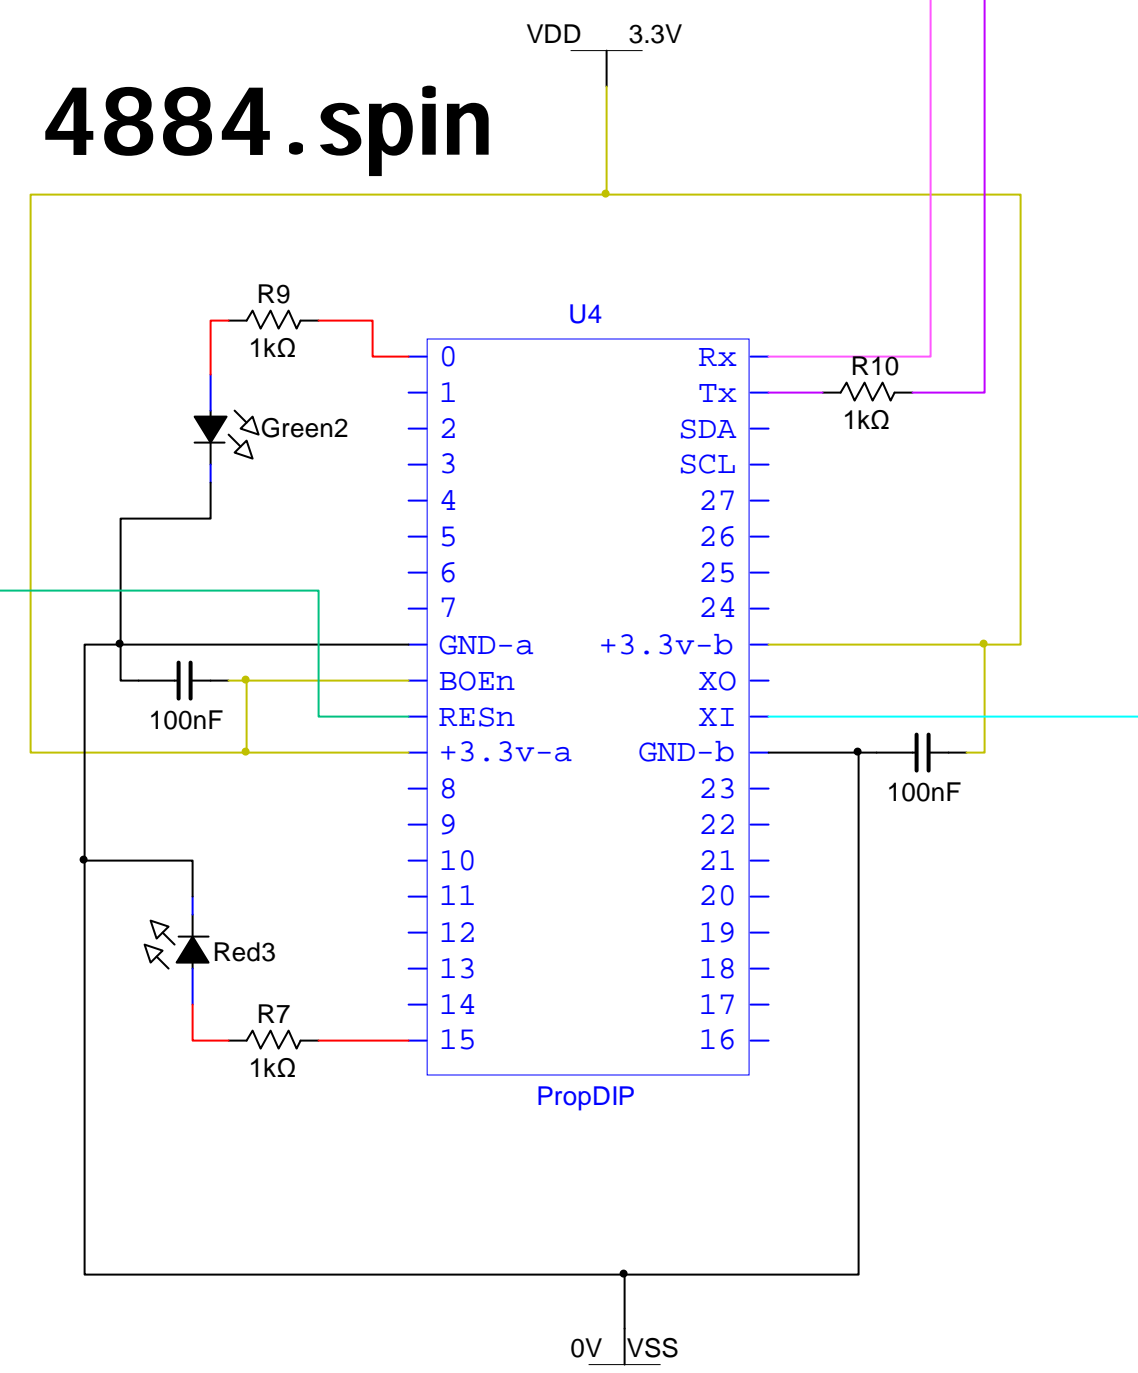 VDD 3.3V
4884.spin
R9
1kΩ
U4
0 Rx
R10
1kΩ
1 Tx
Green2
2 SDA
3 SCL
4 27
5 26
6 25
7 24
GND-a +3.3v-b
BOEn XO
100nF
RESn XI
+3.3v-a GND-b
100nF
8 23
9 22
10 21
11 20
12 19
Red3
13 18
14 17
R7
1kΩ
15 16
PropDIP
0V VSS